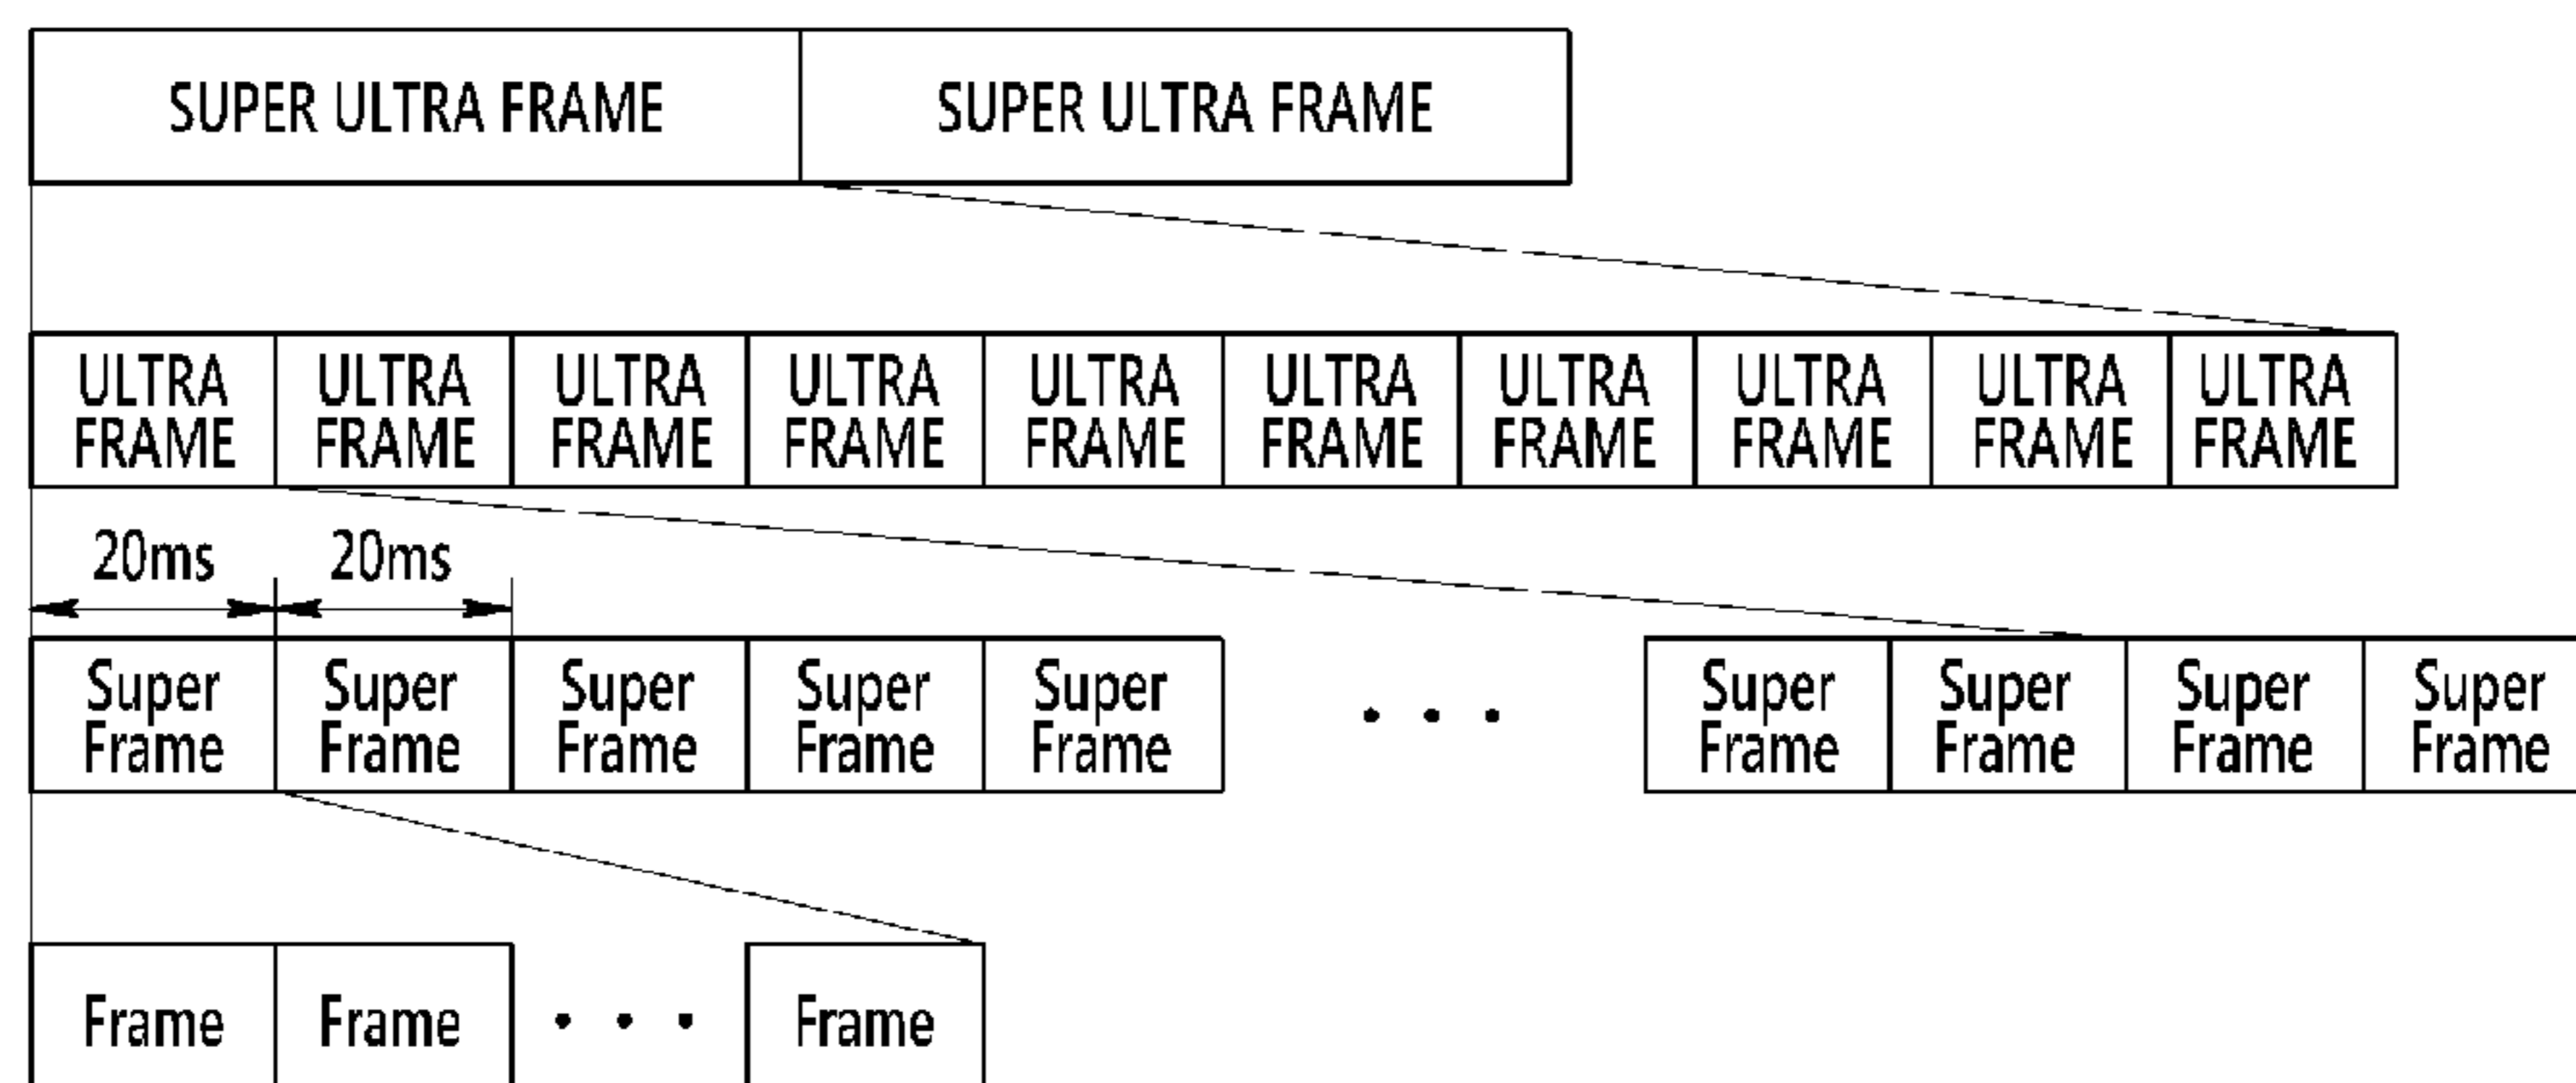 SUPER ULTRA FRAME SUPER ULTRA FRAME
ULTRA ULTRA ULTRA ULTRA ULTRA ULTRA ULTRA ULTRA ULTRA ULTRA
FRAME FRAME FRAME FRAME FRAME FRAME FRAME FRAME FRAME FRAME
20ms 20ms
Super Super Super Super Super Super Super Super Super
Frame Frame Frame Frame Frame • • • Frame Frame Frame Frame
Frame Frame • • • Frame